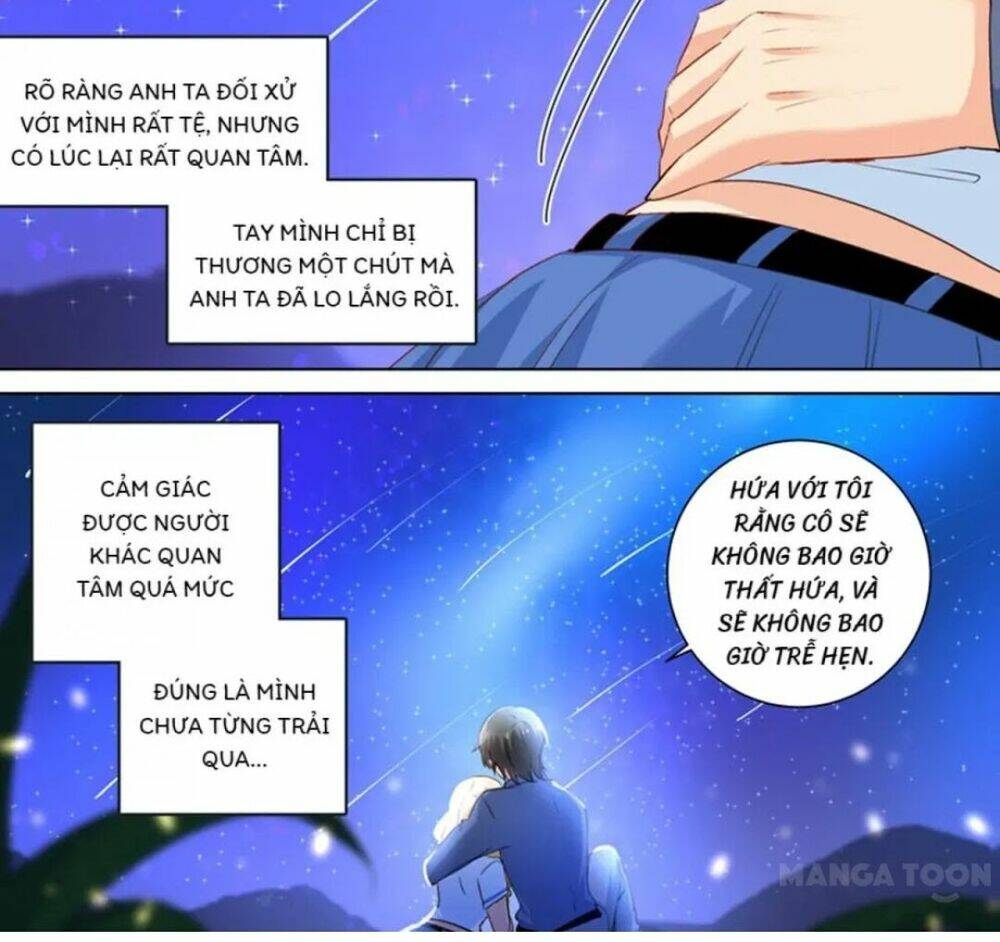 RÕ RÀNG ANH TA ĐỐI XỬ
VỚI MÌNH RẤT TỆ, NHƯNG
CÓ LÚC LẠI RẤT QUAN TÂM.
TAY MÌNH CHỈ BỊ
THƯƠNG MỘT CHÚT MÀ
ANH TA ĐÃ LO LẮNG RỒI.
CẢM GIÁC
ĐƯỢC NGƯỜI
KHÁC QUAN
TÂM QUÁ MỨC
HỨA VỚI TÔI
RẰNG CÔ SẼ
KHÔNG BAO GIỜ
THẤT HỨA, VÀ
SẼ KHÔNG BAO
GIỜ TRỄ HẸN.
ĐÚNG LÀ MÌNH
CHƯA TỪNG TRẢI
QUA...
MANGA TOON